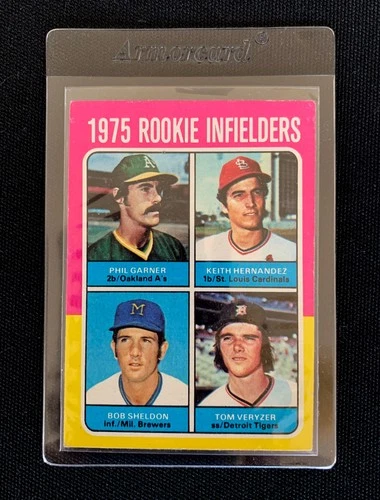 Armorcard®
1975 ROOKIE INFIELDERS
A's
PHIL GARNER
2b/Oakland A's
KEITH HERNANDEZ
1b/St. Louis Cardinals
M
BOB SHELDON
inf./Mil. Brewers
TOM VERYZER
ss/Detroit Tigers